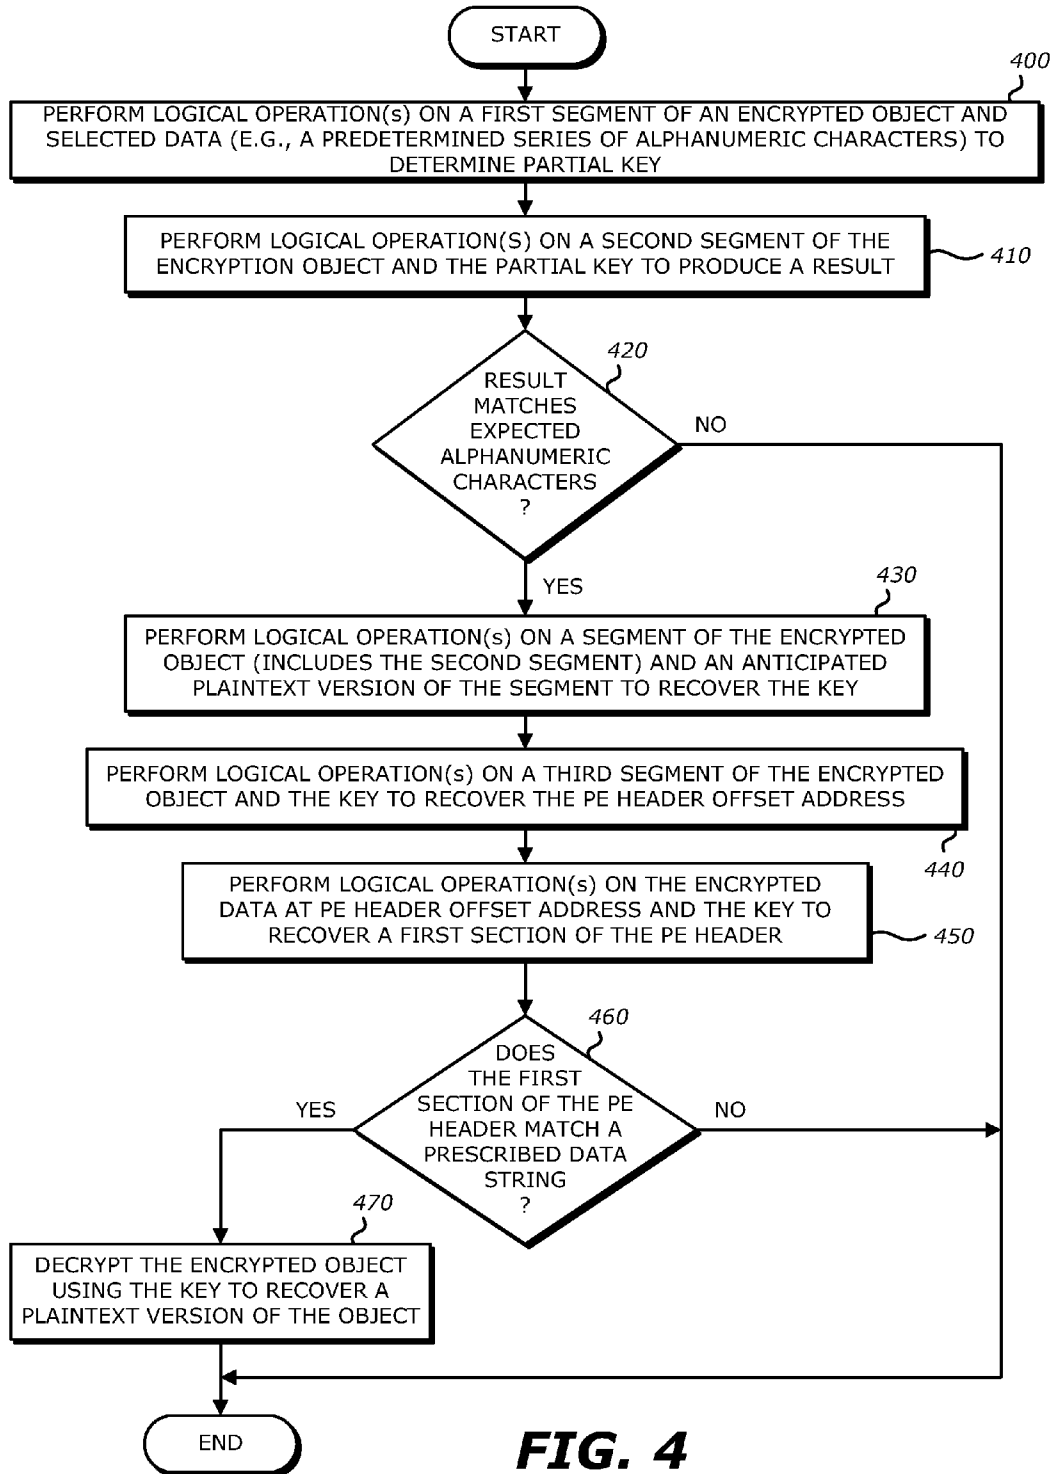 START
400
PERFORM LOGICAL OPERATION(s) ON A FIRST SEGMENT OF AN ENCRYPTED OBJECT AND
SELECTED DATA (E.G., A PREDETERMINED SERIES OF ALPHANUMERIC CHARACTERS) TO
DETERMINE PARTIAL KEY
PERFORM LOGICAL OPERATION(S) ON A SECOND SEGMENT OF THE
ENCRYPTION OBJECT AND THE PARTIAL KEY TO PRODUCE A RESULT
410
420
RESULT
MATCHES
EXPECTED
ALPHANUMERIC
CHARACTERS
?
NO
YES
430
PERFORM LOGICAL OPERATION(s) ON A SEGMENT OF THE ENCRYPTED
OBJECT (INCLUDES THE SECOND SEGMENT) AND AN ANTICIPATED
PLAINTEXT VERSION OF THE SEGMENT TO RECOVER THE KEY
PERFORM LOGICAL OPERATION(s) ON A THIRD SEGMENT OF THE ENCRYPTED
OBJECT AND THE KEY TO RECOVER THE PE HEADER OFFSET ADDRESS
440
PERFORM LOGICAL OPERATION(s) ON THE ENCRYPTED
DATA AT PE HEADER OFFSET ADDRESS AND THE KEY TO
RECOVER A FIRST SECTION OF THE PE HEADER
450
460
DOES
THE FIRST
SECTION OF THE PE
HEADER MATCH A
PRESCRIBED DATA
STRING
?
YES
NO
470
DECRYPT THE ENCRYPTED OBJECT
USING THE KEY TO RECOVER A
PLAINTEXT VERSION OF THE OBJECT
END
FIG. 4